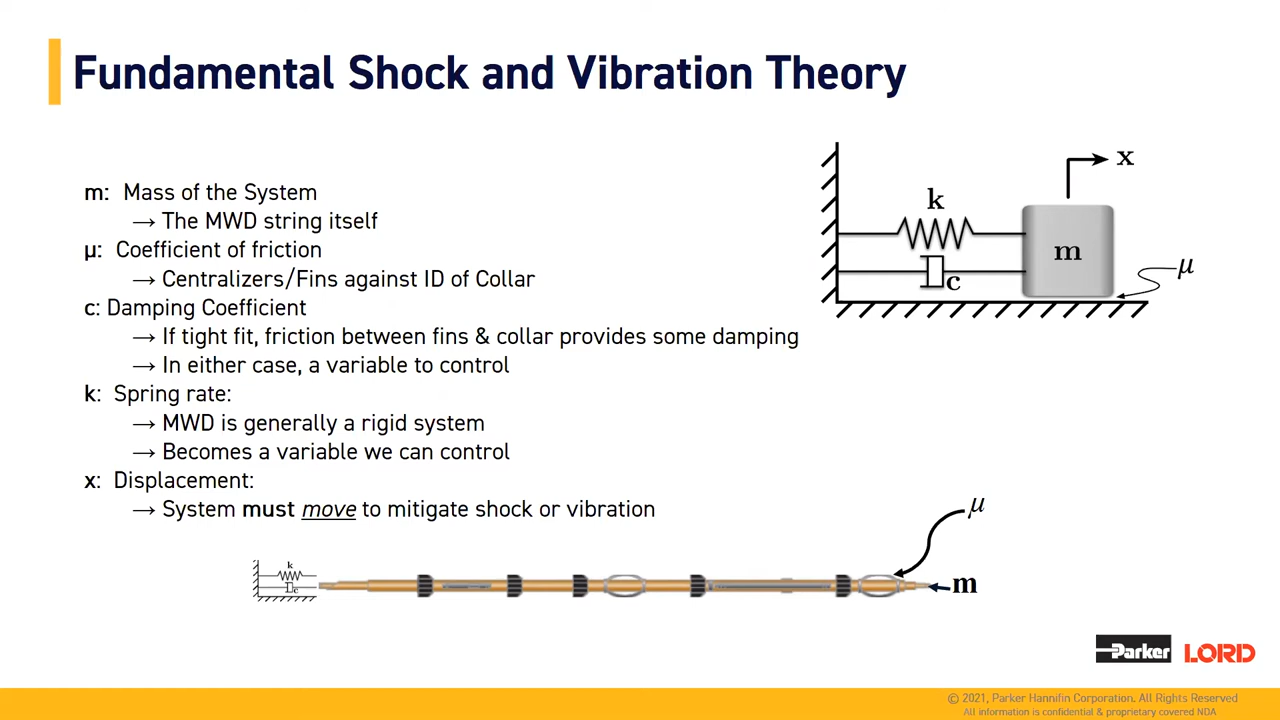 Fundamental Shock and Vibration Theory
m: Mass of the System
→ The MWD string itself
μ: Coefficient of friction
→ Centralizers/Fins against ID of Collar
c: Damping Coefficient
→ If tight fit, friction between fins & collar provides some damping
→ In either case, a variable to control
k: Spring rate:
→ MWD is generally a rigid system
→ Becomes a variable we can control
x: Displacement:
→ System must move to mitigate shock or vibration
x
k
m
c
μ
μ
k
c
m
Parker LORD
© 2021, Parker Hannifin Corporation. All Rights Reserved
All information is confidential & proprietary covered NDA